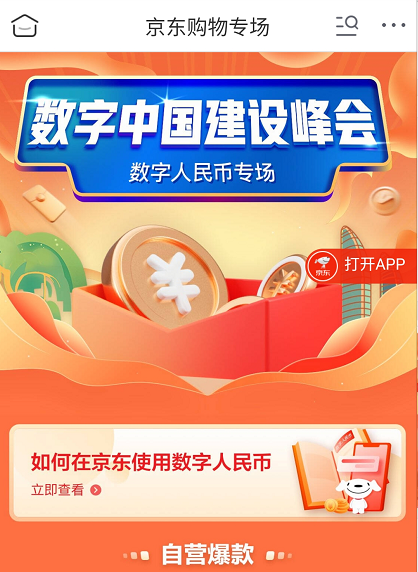 京东购物专场
数字中国建设峰会
数字人民币专场
京东
打开APP
如何在京东使用数字人民币
立即查看
自营爆款